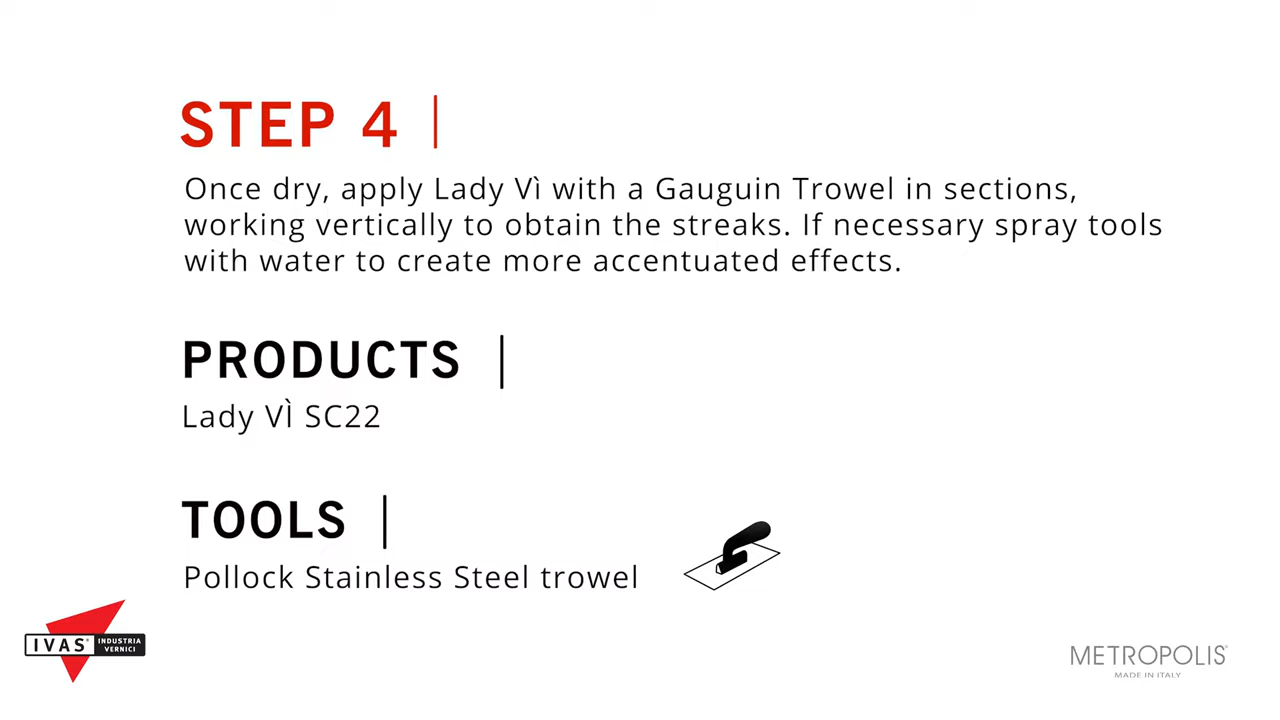 STEP 4
Once dry, apply Lady Vì with a Gauguin Trowel in sections,
working vertically to obtain the streaks. If necessary spray tools
with water to create more accentuated effects.
PRODUCTS
Lady VÌ SC22
TOOLS
Pollock Stainless Steel trowel
IVAS® INDUSTRIA
VERNICI
METROPOLIS®
MADE IN ITALY